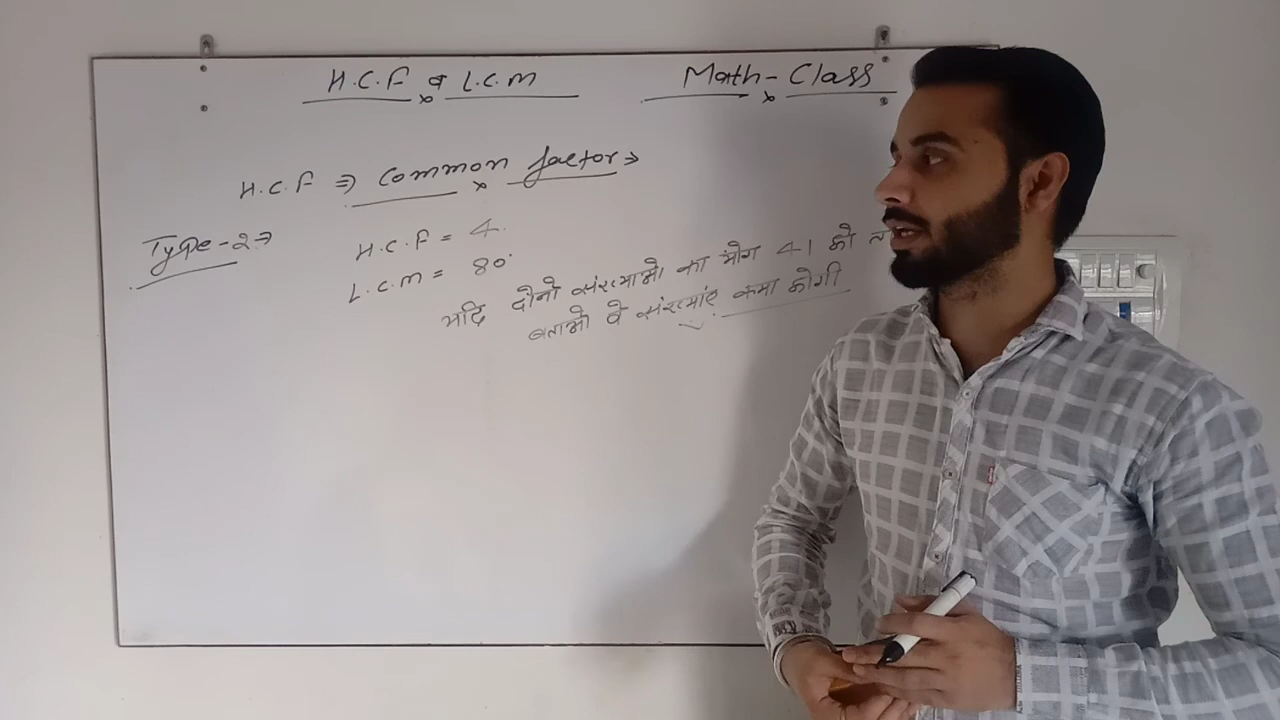 H.C.F व L.C.M
Math-Class
H.C.F ⇒ Common factor →
Type-2→
H.C.F = 4.
L.C.M = 80.
यदि दोनो संख्याओ का योग 41 को
बताओ वे संख्याएं क्या होगी